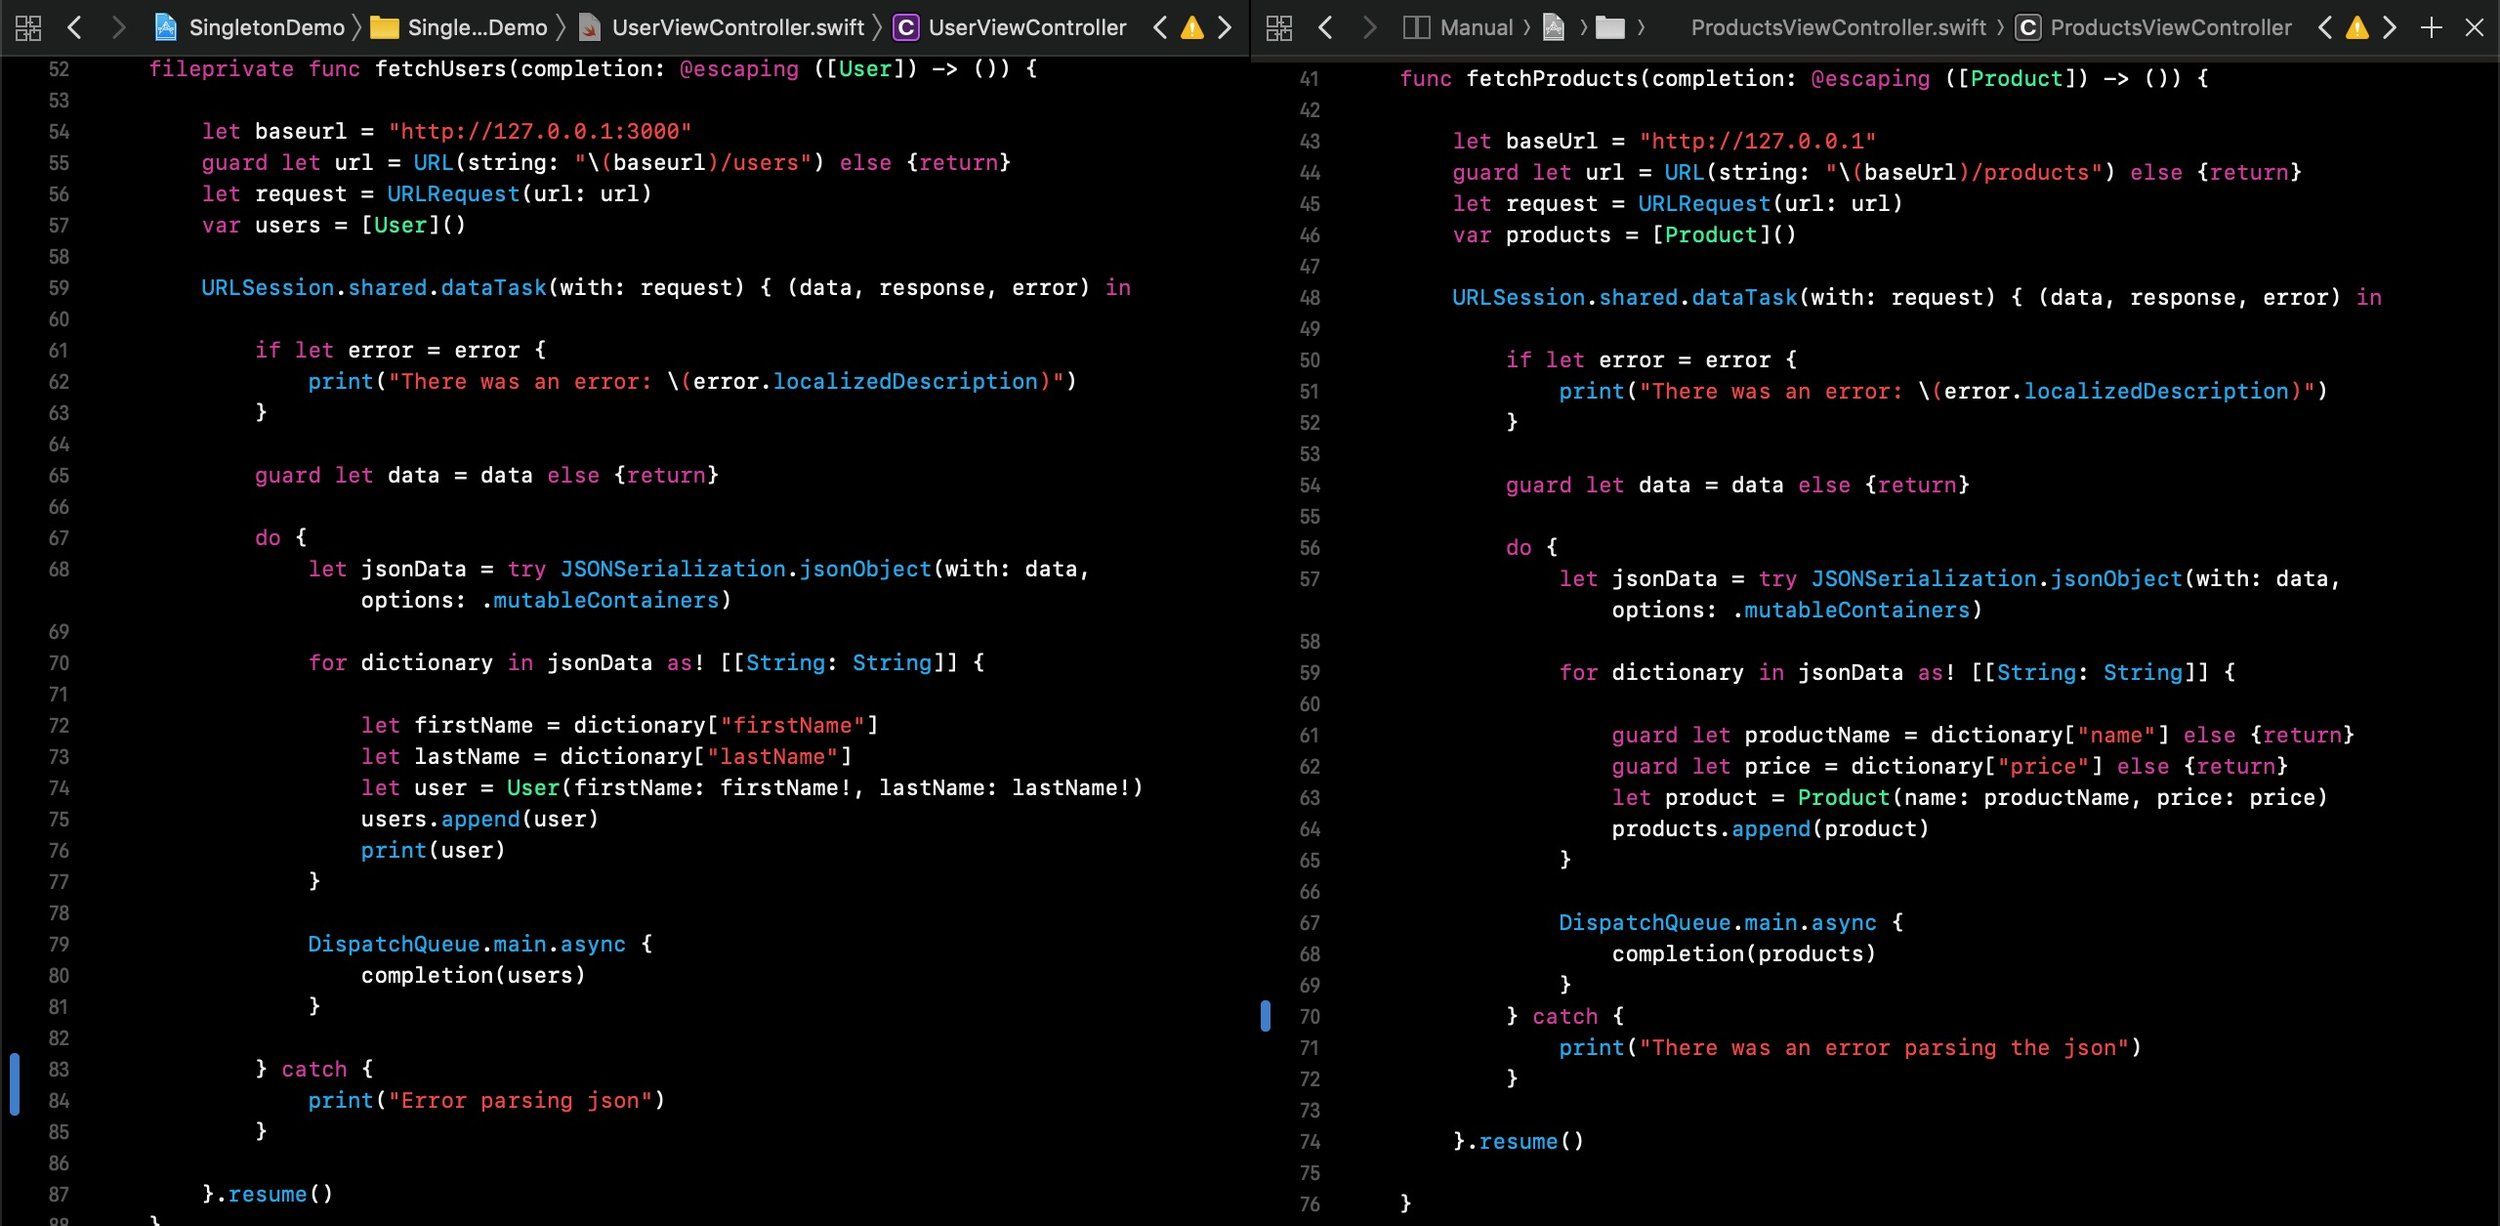 SingletonDemo Single...Demo UserViewController.swift C UserViewController
52 fileprivate func fetchUsers(completion: @escaping ([User]) -> ()) {
53
54 let baseurl = "http://127.0.0.1:3000"
55 guard let url = URL(string: "\(baseurl)/users") else {return}
56 let request = URLRequest(url: url)
57 var users = [User]()
58
59 URLSession.shared.dataTask(with: request) { (data, response, error) in
60
61 if let error = error {
62 print("There was an error: \(error.localizedDescription)")
63 }
64
65 guard let data = data else {return}
66
67 do {
68 let jsonData = try JSONSerialization.jsonObject(with: data,
options: .mutableContainers)
69
70 for dictionary in jsonData as! [[String: String]] {
71
72 let firstName = dictionary["firstName"]
73 let lastName = dictionary["lastName"]
74 let user = User(firstName: firstName!, lastName: lastName!)
75 users.append(user)
76 print(user)
77 }
78
79 DispatchQueue.main.async {
80 completion(users)
81 }
82
83 } catch {
84 print("Error parsing json")
85 }
86
87 }.resume()
88 }
Manual ProductsViewController.swift C ProductsViewController
41 func fetchProducts(completion: @escaping ([Product]) -> ()) {
42
43 let baseUrl = "http://127.0.0.1"
44 guard let url = URL(string: "\(baseUrl)/products") else {return}
45 let request = URLRequest(url: url)
46 var products = [Product]()
47
48 URLSession.shared.dataTask(with: request) { (data, response, error) in
49
50 if let error = error {
51 print("There was an error: \(error.localizedDescription)")
52 }
53
54 guard let data = data else {return}
55
56 do {
57 let jsonData = try JSONSerialization.jsonObject(with: data,
options: .mutableContainers)
58
59 for dictionary in jsonData as! [[String: String]] {
60
61 guard let productName = dictionary["name"] else {return}
62 guard let price = dictionary["price"] else {return}
63 let product = Product(name: productName, price: price)
64 products.append(product)
65 }
66
67 DispatchQueue.main.async {
68 completion(products)
69 }
70 } catch {
71 print("There was an error parsing the json")
72 }
73
74 }.resume()
75
76 }